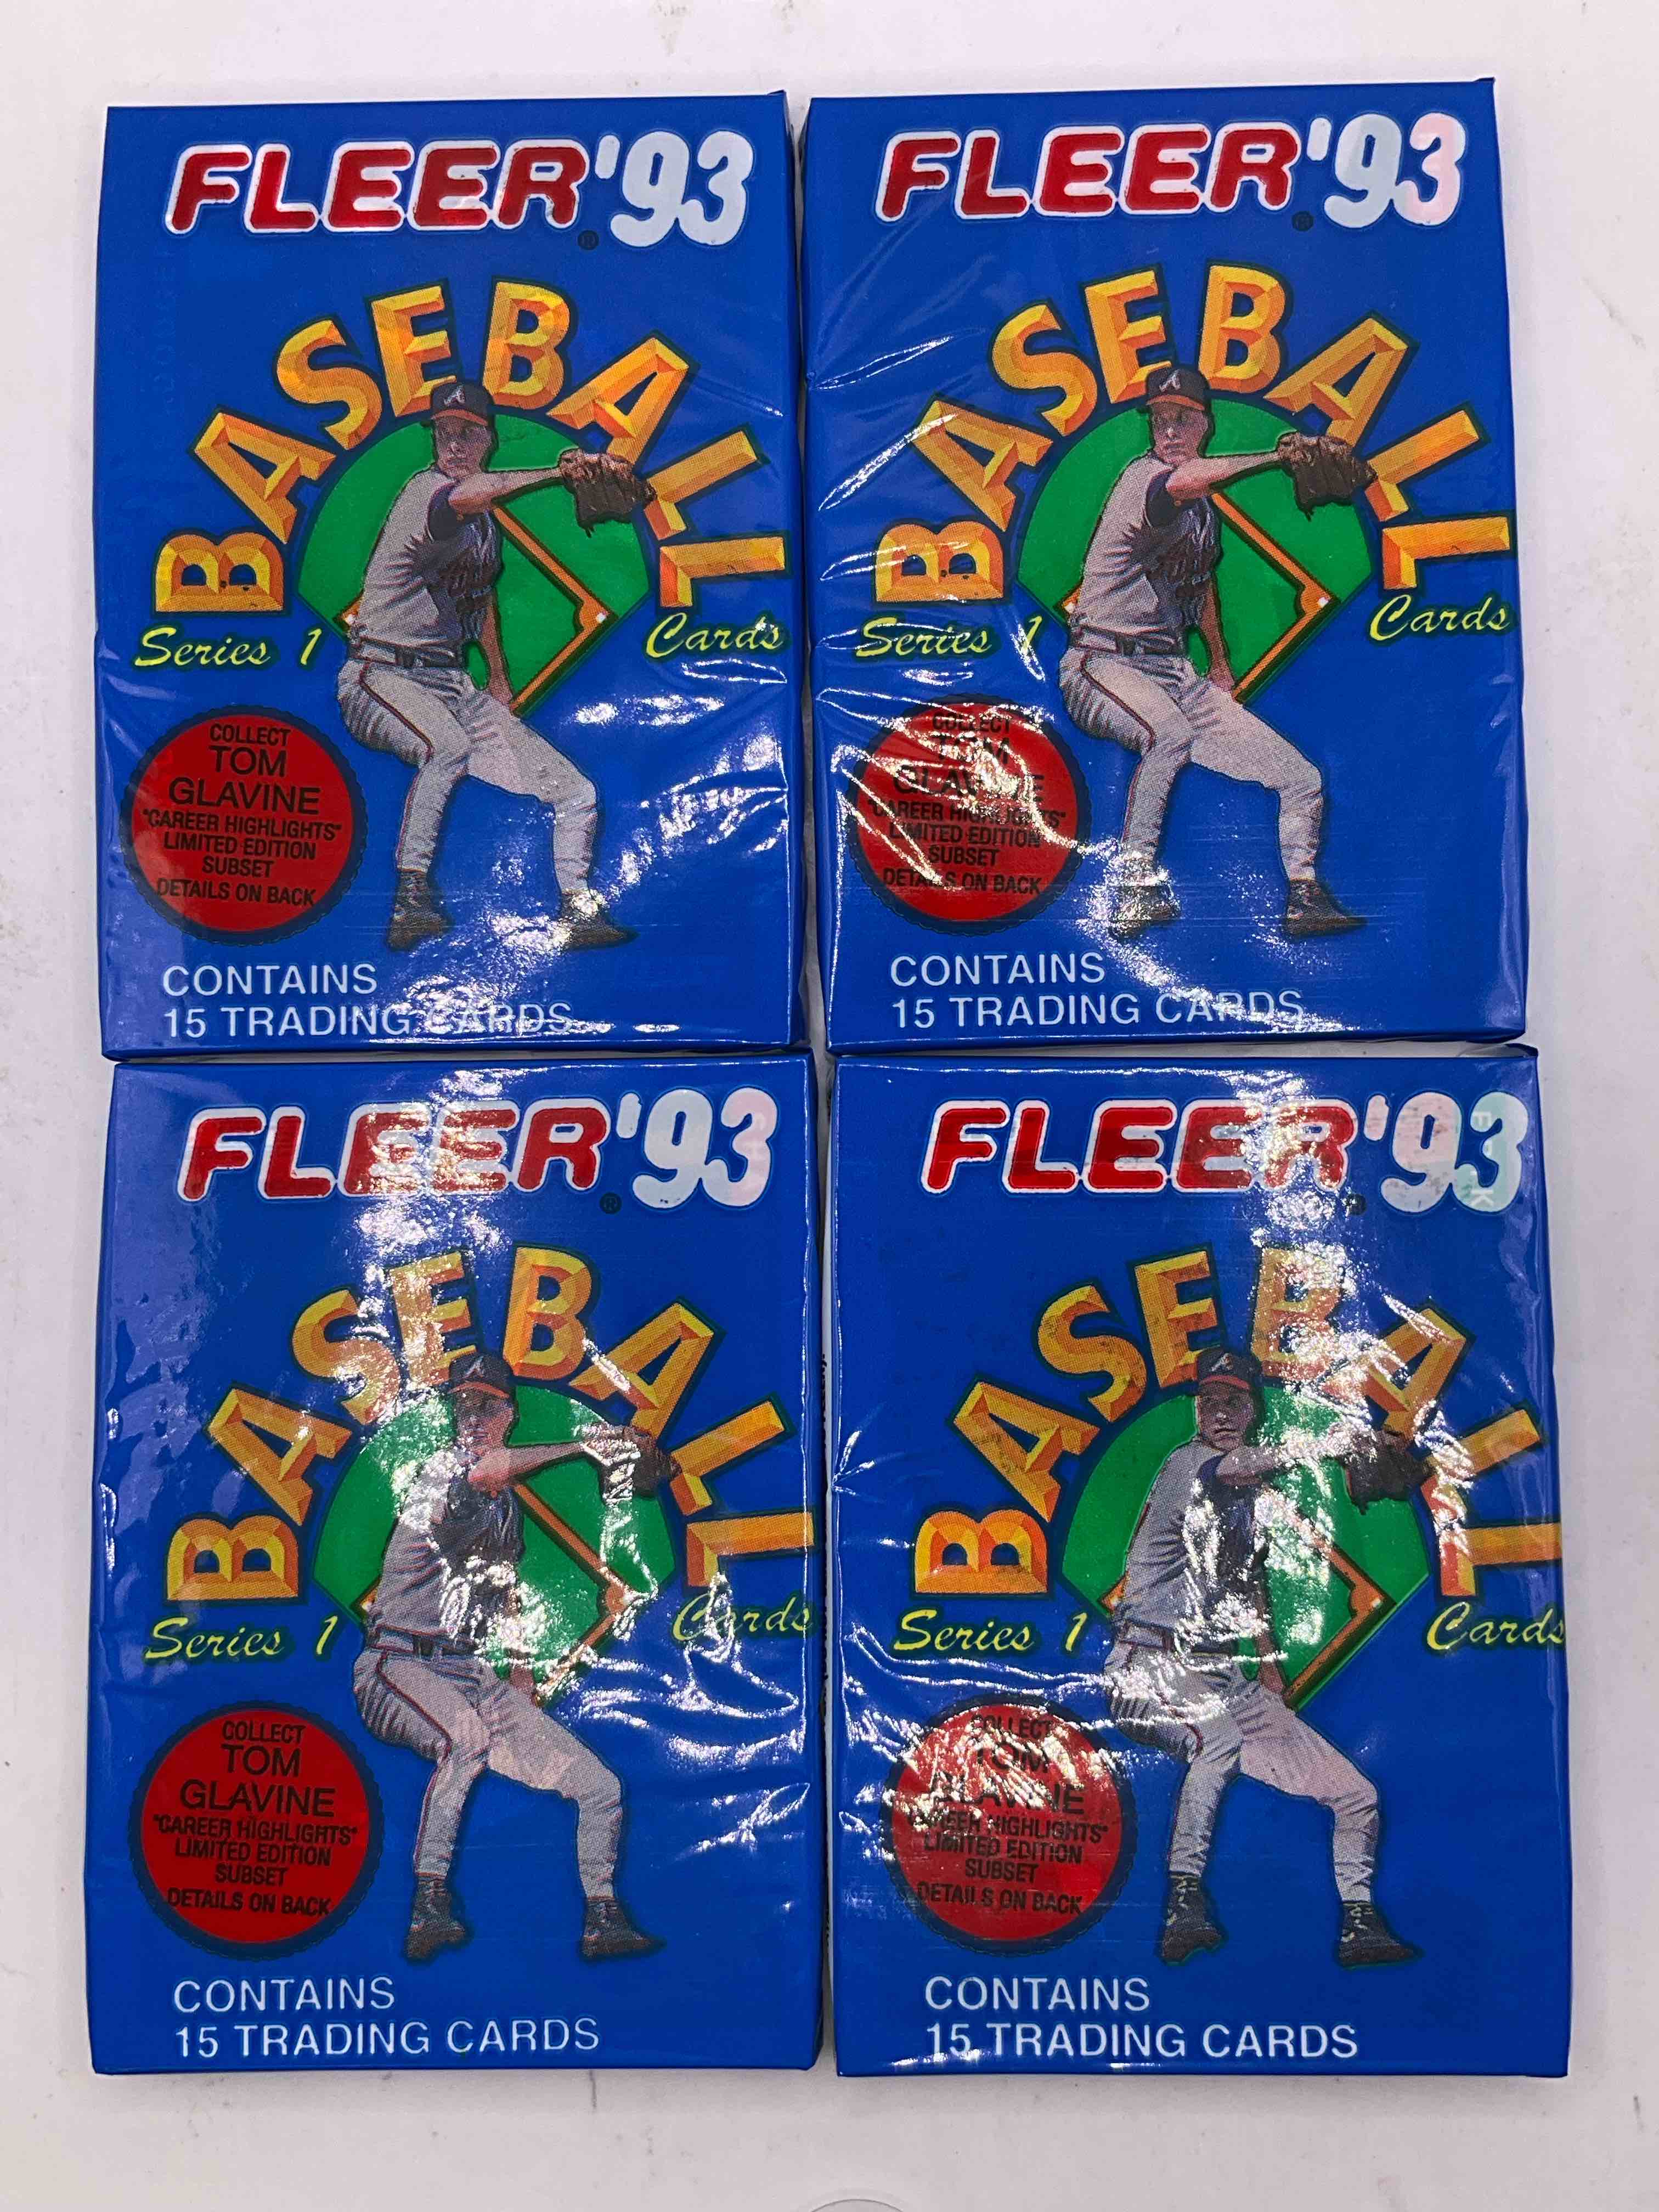 FLEER®'93
BASEBALL
Series 1 Cards
COLLECT
TOM
GLAVINE
"CAREER HIGHLIGHTS"
LIMITED EDITION
SUBSET
DETAILS ON BACK
CONTAINS
15 TRADING CARDS
FLEER®'93
BASEBALL
Series 1 Cards
COLLECT
TOM
GLAVINE
"CAREER HIGHLIGHTS"
LIMITED EDITION
SUBSET
DETAILS ON BACK
CONTAINS
15 TRADING CARDS
FLEER®'93
BASEBALL
Series 1 Cards
COLLECT
TOM
GLAVINE
"CAREER HIGHLIGHTS"
LIMITED EDITION
SUBSET
DETAILS ON BACK
CONTAINS
15 TRADING CARDS
FLEER®'93
BASEBALL
Series 1 Cards
COLLECT
TOM
GLAVINE
"CAREER HIGHLIGHTS"
LIMITED EDITION
SUBSET
DETAILS ON BACK
CONTAINS
15 TRADING CARDS